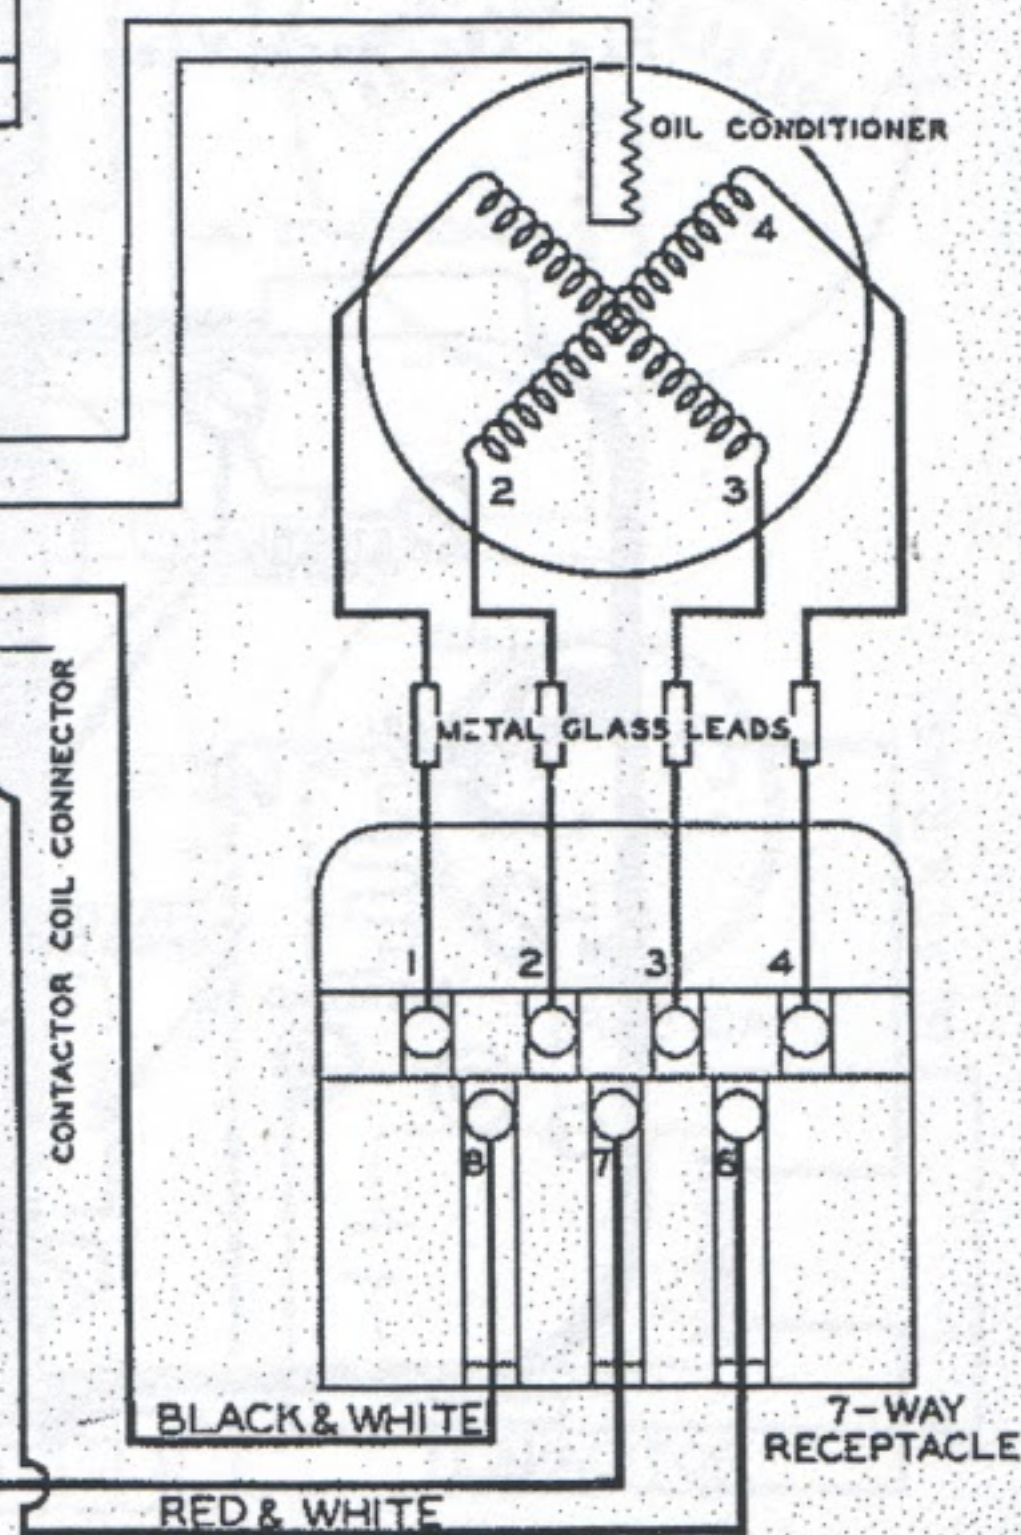 OIL CONDITIONER
4
2 3
METAL GLASS LEADS
CONTACTOR COIL CONNECTOR
1 2 3 4
8 7 6
BLACK & WHITE
7-WAY
RECEPTACLE
RED & WHITE